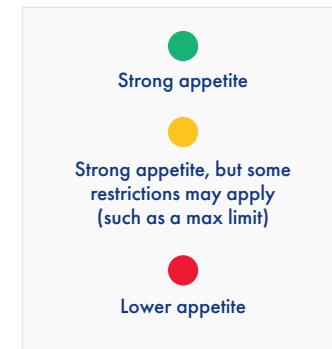 Strong appetite
Strong appetite, but some
restrictions may apply
(such as a max limit)
Lower appetite